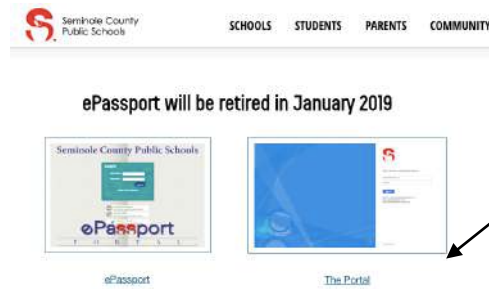 Seminole County
Public Schools
SCHOOLS STUDENTS PARENTS COMMUNITY
ePassport will be retired in January 2019
Seminole County Public Schools
ePassport
P O R T A L
ePassport
The Portal